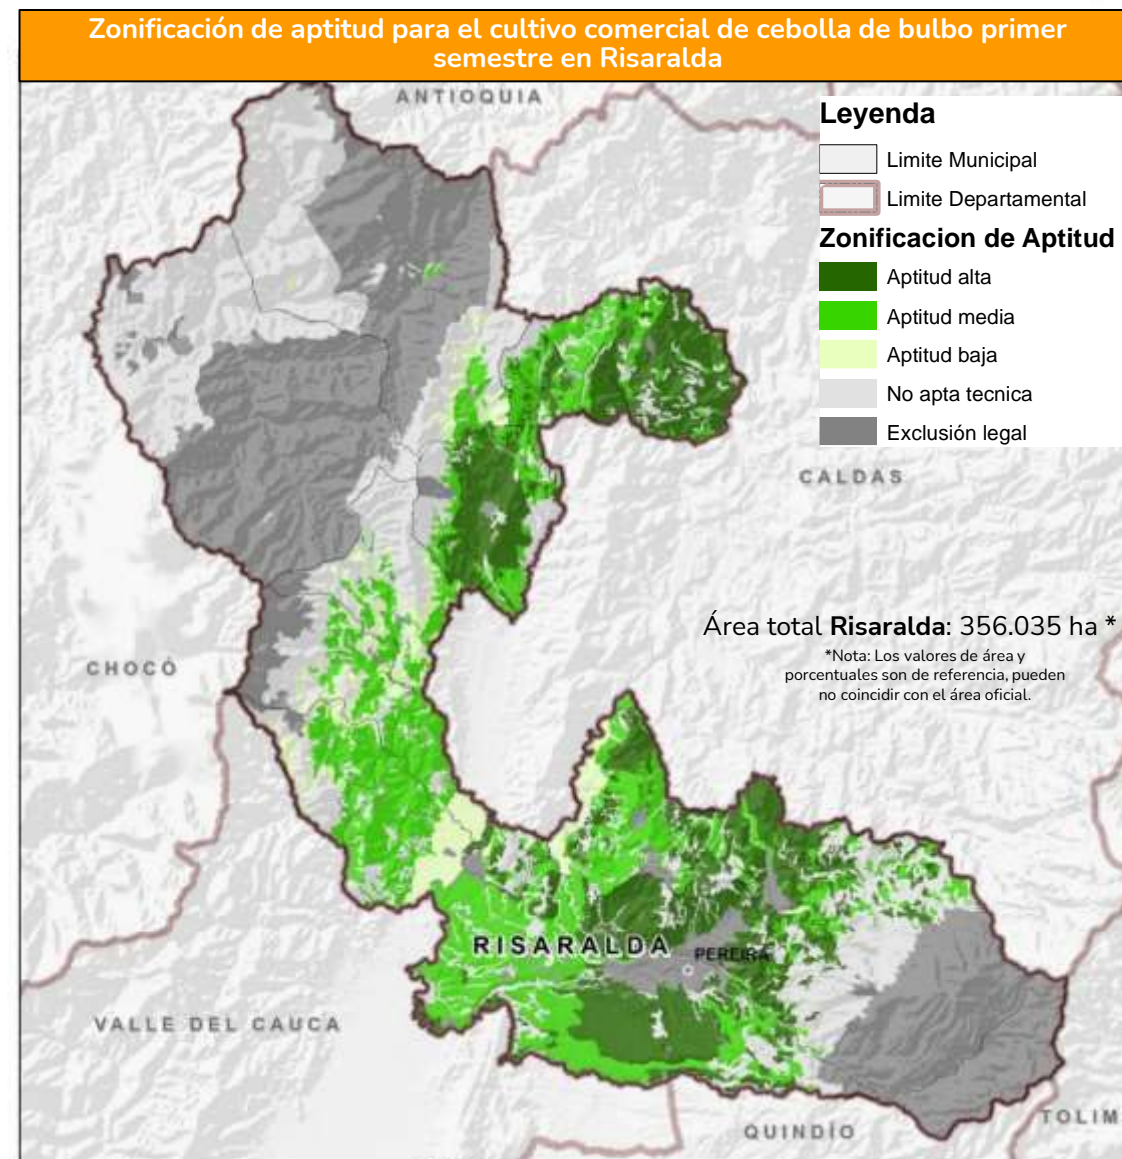 Zonificación de aptitud para el cultivo comercial de cebolla de bulbo primer
semestre en Risaralda
ANTIOQUIA
Leyenda
Limite Municipal
Limite Departamental
Zonificacion de Aptitud
Aptitud alta
Aptitud media
Aptitud baja
No apta tecnica
Exclusión legal
CALDAS
Área total Risaralda: 356.035 ha *
*Nota: Los valores de área y
porcentuales son de referencia, pueden
no coincidir con el área oficial.
CHOCÓ
RISARALDA
PEREIRA
VALLE DEL CAUCA
QUINDÍO
TOLIM